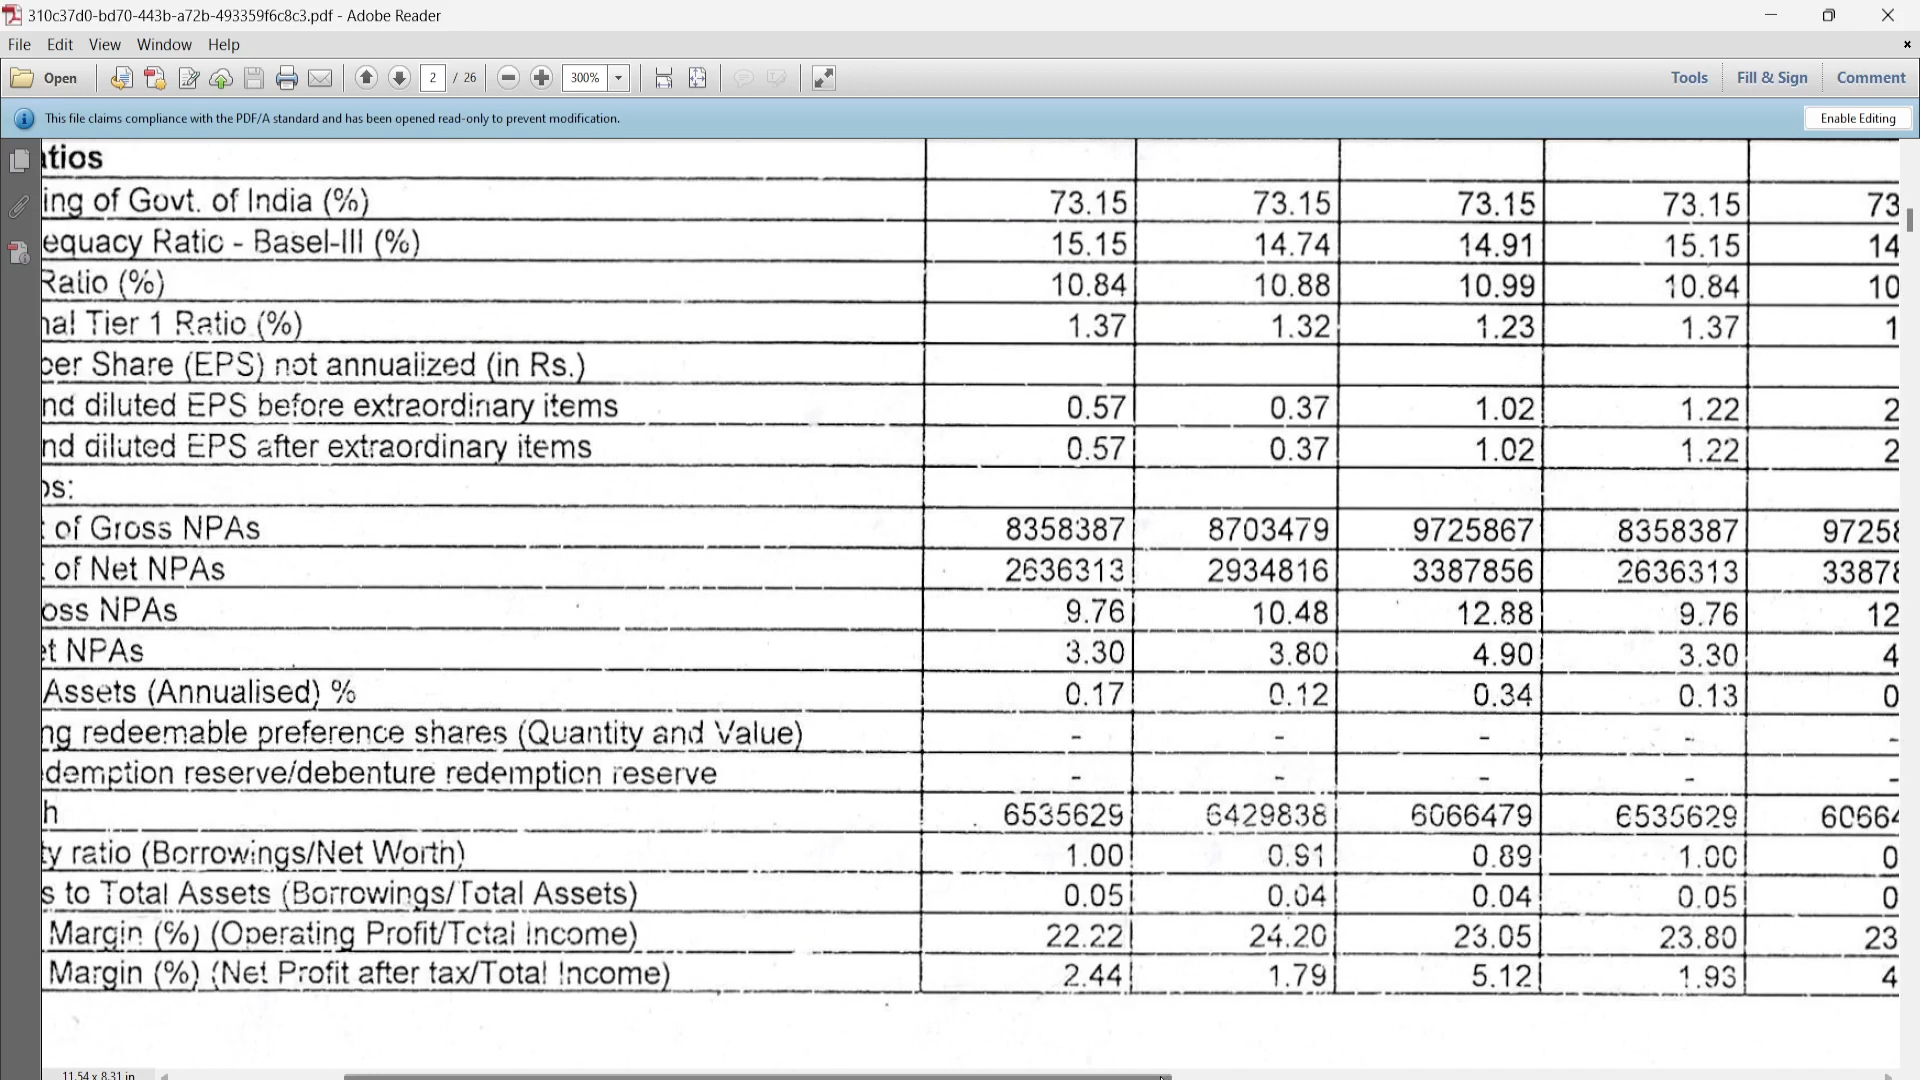 310c37d0-bd70-443b-a72b-493359f6c8c3.pdf - Adobe Reader
File Edit View Window Help
Open 2 / 26 300% Tools Fill & Sign Comment
This file claims compliance with the PDF/A standard and has been opened read-only to prevent modification. Enable Editing
atios
ing of Govt. of India (%) 73.15 73.15 73.15 73.15 73
equacy Ratio - Basel-III (%) 15.15 14.74 14.91 15.15 14
Ratio (%) 10.84 10.88 10.99 10.84 10
nal Tier 1 Ratio (%) 1.37 1.32 1.23 1.37 1
per Share (EPS) not annualized (in Rs.)
nd diluted EPS before extraordinary items 0.57 0.37 1.02 1.22 2
nd diluted EPS after extraordinary items 0.57 0.37 1.02 1.22 2
os:
of Gross NPAs 8358387 8703479 9725867 8358387 9725
of Net NPAs 2636313 2934816 3387856 2636313 3387
oss NPAs 9.76 10.48 12.88 9.76 12
et NPAs 3.30 3.80 4.90 3.30 4
Assets (Annualised) % 0.17 0.12 0.34 0.13 0
ng redeemable preference shares (Quantity and Value) - - - - -
demption reserve/debenture redemption reserve - - - - -
h 6535629 6429838 6066479 6535629 6066
ty ratio (Borrowings/Net Worth) 1.00 0.91 0.89 1.00 0
s to Total Assets (Borrowings/Total Assets) 0.05 0.04 0.04 0.05 0
Margin (%) (Operating Profit/Total Income) 22.22 24.20 23.05 23.80 23
Margin (%) (Net Profit after tax/Total Income) 2.44 1.79 5.12 1.93 4
11.54 x 8.31 in